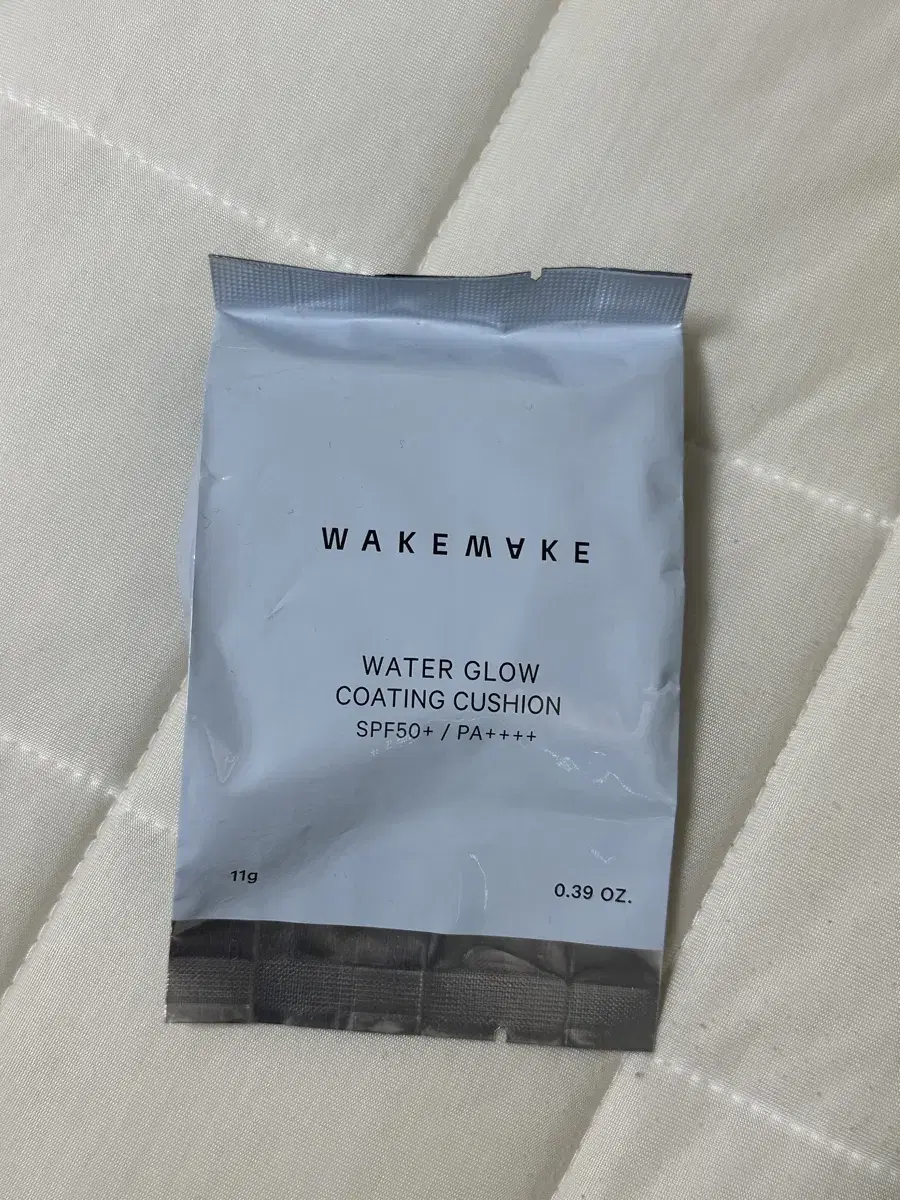 WAKEMAKE
WATER GLOW
COATING CUSHION
SPF50+ / PA++++
11g
0.39 OZ.